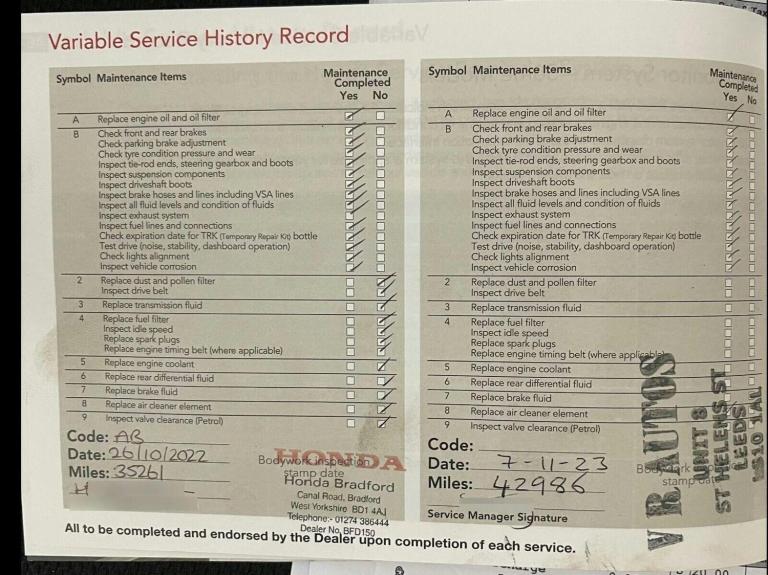 Variable Service History Record
Symbol Maintenance Items
Maintenance
Completed
Yes No
A Replace engine oil and oil filter
B Check front and rear brakes
Check parking brake adjustment
Check tyre condition pressure and wear
Inspect tie-rod ends, steering gearbox and boots
Inspect suspension components
Inspect driveshaft boots
Inspect brake hoses and lines including VSA lines
Inspect all fluid levels and condition of fluids
Inspect exhaust system
Inspect fuel lines and connections
Check expiration date for TRK (Temporary Repair Kit) bottle
Test drive (noise, stability, dashboard operation)
Check lights alignment
Inspect vehicle corrosion
2 Replace dust and pollen filter
Inspect drive belt
3 Replace transmission fluid
4 Replace fuel filter
Inspect idle speed
Replace spark plugs
Replace engine timing belt (where applicable)
5 Replace engine coolant
6 Replace rear differential fluid
7 Replace brake fluid
8 Replace air cleaner element
9 Inspect valve clearance (Petrol)
Code: AB
Date: 26/10/2022
Miles: 35261
H
Bodywork inspection
stamp date
HONDA
Honda Bradford
Canal Road, Bradford
West Yorkshire BD1 4AJ
Telephone:- 01274 386444
Dealer No. BFD150
Symbol Maintenance Items
Maintenance
Completed
Yes No
A Replace engine oil and oil filter
B Check front and rear brakes
Check parking brake adjustment
Check tyre condition pressure and wear
Inspect tie-rod ends, steering gearbox and boots
Inspect suspension components
Inspect driveshaft boots
Inspect brake hoses and lines including VSA lines
Inspect all fluid levels and condition of fluids
Inspect exhaust system
Inspect fuel lines and connections
Check expiration date for TRK (Temporary Repair Kit) bottle
Test drive (noise, stability, dashboard operation)
Check lights alignment
Inspect vehicle corrosion
2 Replace dust and pollen filter
Inspect drive belt
3 Replace transmission fluid
4 Replace fuel filter
Inspect idle speed
Replace spark plugs
Replace engine timing belt (where applicable)
5 Replace engine coolant
6 Replace rear differential fluid
7 Replace brake fluid
8 Replace air cleaner element
9 Inspect valve clearance (Petrol)
Code:
Date: 7-11-23
Miles: 42986
Service Manager Signature
stamp date
V R AUTOS
UNIT 8
ST HELENS ST
LEEDS
LS10 1AU
All to be completed and endorsed by the Dealer upon completion of each service.